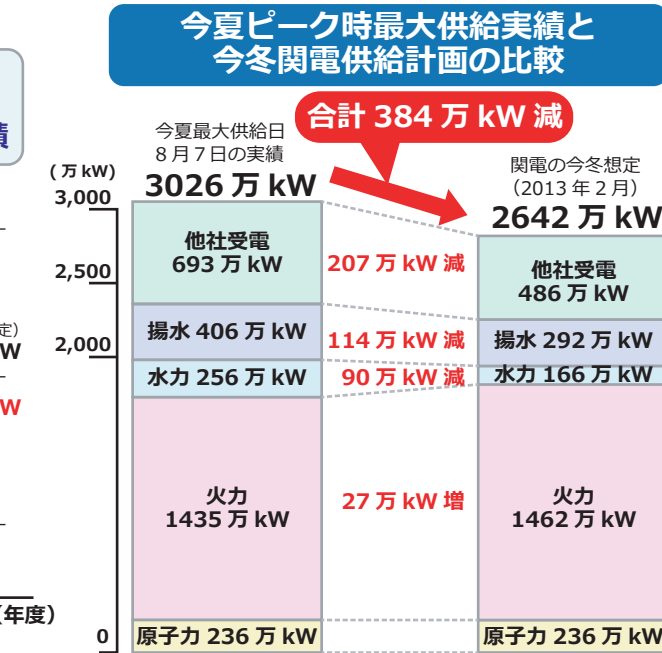 今夏ピーク時最大供給実績と
今冬関電供給計画の比較
績
合計 384 万 kW 減
今夏最大供給日
8 月 7 日の実績
3026 万 kW
関電の今冬想定
（2013 年 2 月）
2642 万 kW
( 万 kW)
3,000
2,500
2,000
0
他社受電
693 万 kW
207 万 kW 減
他社受電
486 万 kW
揚水 406 万 kW
114 万 kW 減
揚水 292 万 kW
水力 256 万 kW
90 万 kW 減
水力 166 万 kW
火力
1435 万 kW
27 万 kW 増
火力
1462 万 kW
原子力 236 万 kW
原子力 236 万 kW
定）
W
W
（年度）